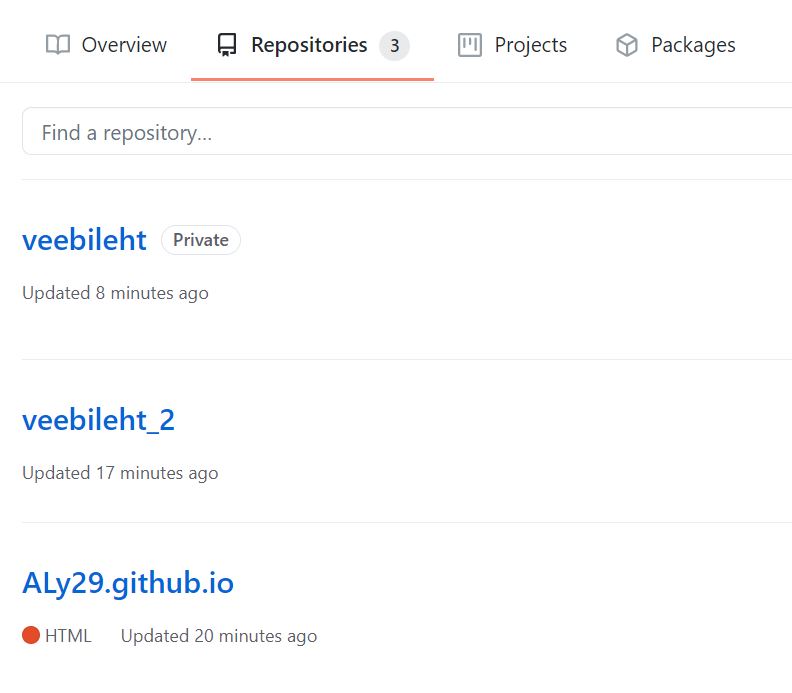 Overview Repositories 3 Projects Packages
Find a repository...
veebileht Private
Updated 8 minutes ago
veebileht_2
Updated 17 minutes ago
ALy29.github.io
HTML Updated 20 minutes ago